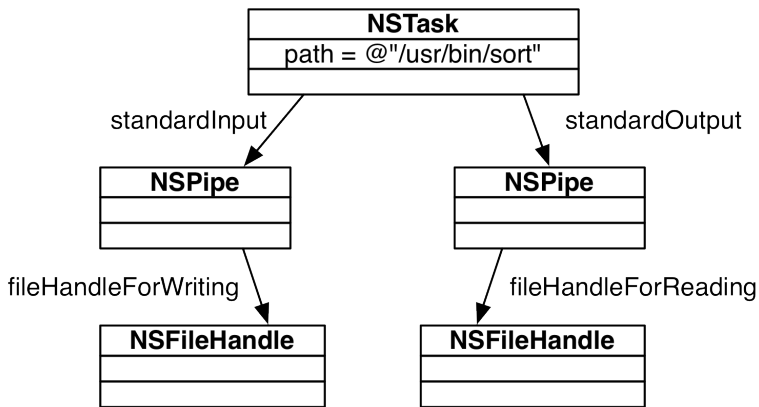 NSTask
path = @"/usr/bin/sort"
standardInput
standardOutput
NSPipe
NSPipe
fileHandleForWriting
fileHandleForReading
NSFileHandle
NSFileHandle